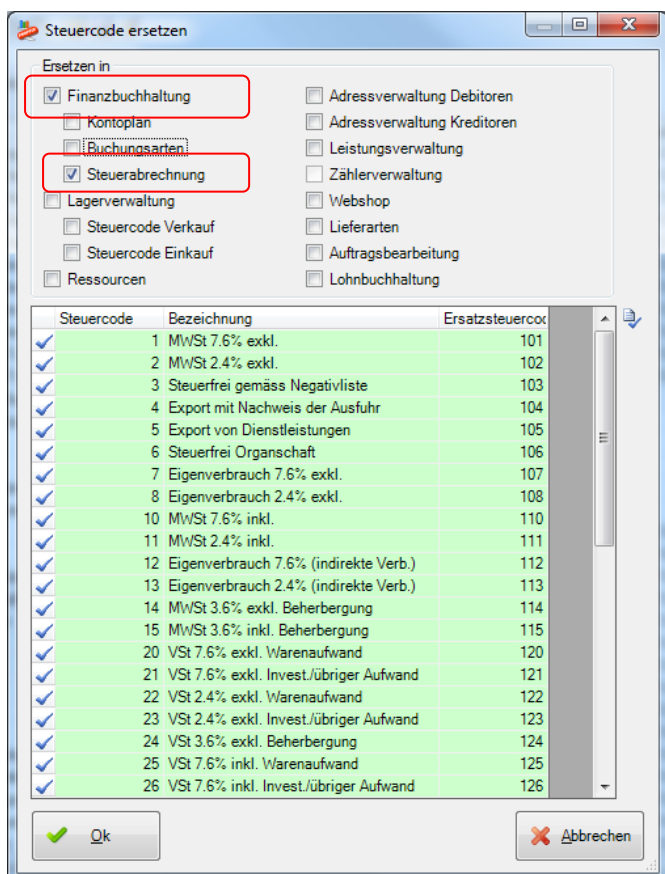 Steuercode ersetzen
Ersetzen in
Finanzbuchhaltung
Kontoplan
Buchungsarten
Steuerabrechnung
Lagerverwaltung
Steuercode Verkauf
Steuercode Einkauf
Ressourcen
Adressverwaltung Debitoren
Adressverwaltung Kreditoren
Leistungsverwaltung
Zählerverwaltung
Webshop
Lieferarten
Auftragsbearbeitung
Lohnbuchhaltung
Steuercode Bezeichnung Ersatzsteuercod
1 MWSt 7.6% exkl. 101
2 MWSt 2.4% exkl. 102
3 Steuerfrei gemäss Negativliste 103
4 Export mit Nachweis der Ausfuhr 104
5 Export von Dienstleistungen 105
6 Steuerfrei Organschaft 106
7 Eigenverbrauch 7.6% exkl. 107
8 Eigenverbrauch 2.4% exkl. 108
10 MWSt 7.6% inkl. 110
11 MWSt 2.4% inkl. 111
12 Eigenverbrauch 7.6% (indirekte Verb.) 112
13 Eigenverbrauch 2.4% (indirekte Verb.) 113
14 MWSt 3.6% exkl. Beherbergung 114
15 MWSt 3.6% inkl. Beherbergung 115
20 VSt 7.6% exkl. Warenaufwand 120
21 VSt 7.6% exkl. Invest./übriger Aufwand 121
22 VSt 2.4% exkl. Warenaufwand 122
23 VSt 2.4% exkl. Invest./übriger Aufwand 123
24 VSt 3.6% exkl. Beherbergung 124
25 VSt 7.6% inkl. Warenaufwand 125
26 VSt 7.6% inkl. Invest./übriger Aufwand 126
Ok
Abbrechen